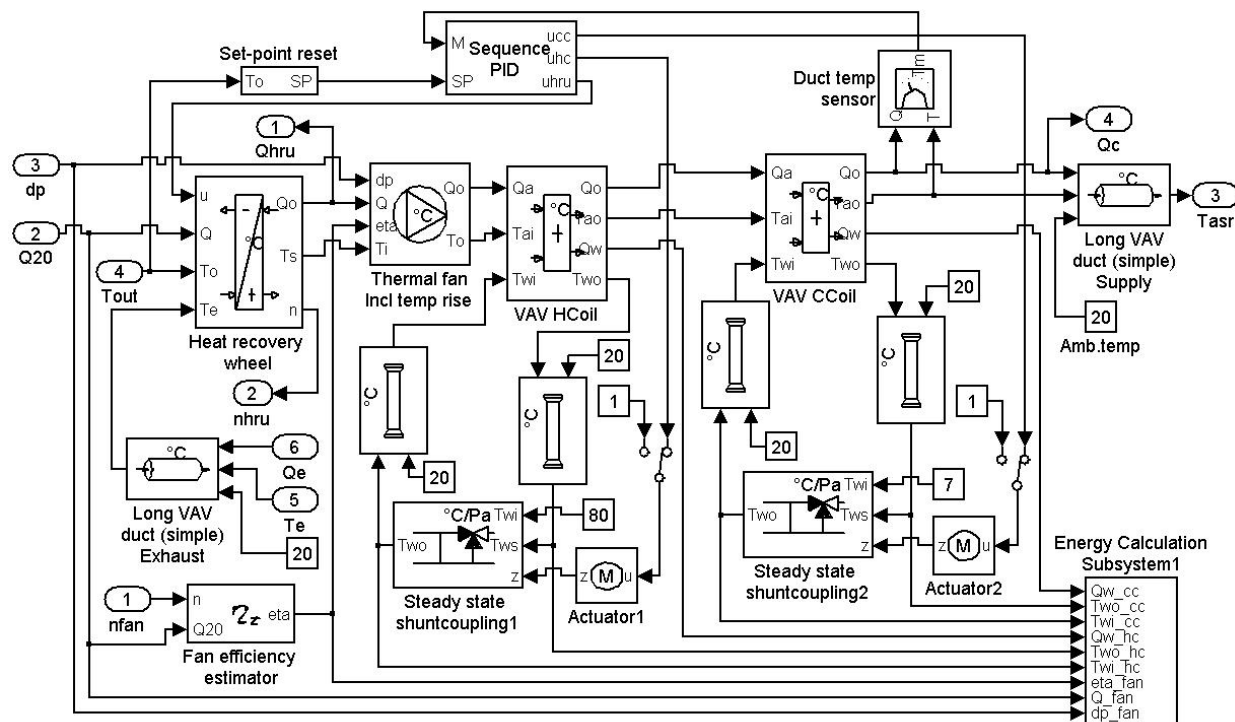 Set-point reset
To SP
M
SP
Sequence
PID
ucc
uhc
uhru
Duct temp
sensor
Tm
Q
T
1
Qhru
4
Qc
3
dp
2
Q20
4
Tout
u
Q
To
Te
Qo
Ts
n
°C
Heat recovery
wheel
dp
Q
eta
Ti
°C
Qo
To
Thermal fan
Incl temp rise
Qa
Tai
Twi
°C
Qo
Tao
Qw
Two
VAV HCoil
Qa
Tai
Twi
°C
Qo
Tao
Qw
Two
VAV CCoil
°C
Long VAV
duct (simple)
Supply
3
Tasr
20
Amb.temp
2
nhru
°C
Long VAV
duct (simple)
Exhaust
6
Qe
5
Te
20
°C
20
°C
20
1
°C
20
°C
20
1
°C/Pa
Two
Twi
Tws
z
80
Steady state
shuntcoupling1
z M u
Actuator1
°C/Pa
Two
Twi
Tws
z
7
Steady state
shuntcoupling2
z M u
Actuator2
1
nfan
n
Q20
eta
Fan efficiency
estimator
Energy Calculation
Subsystem1
Qw_cc
Two_cc
Twi_cc
Qw_hc
Two_hc
Twi_hc
eta_fan
Q_fan
dp_fan